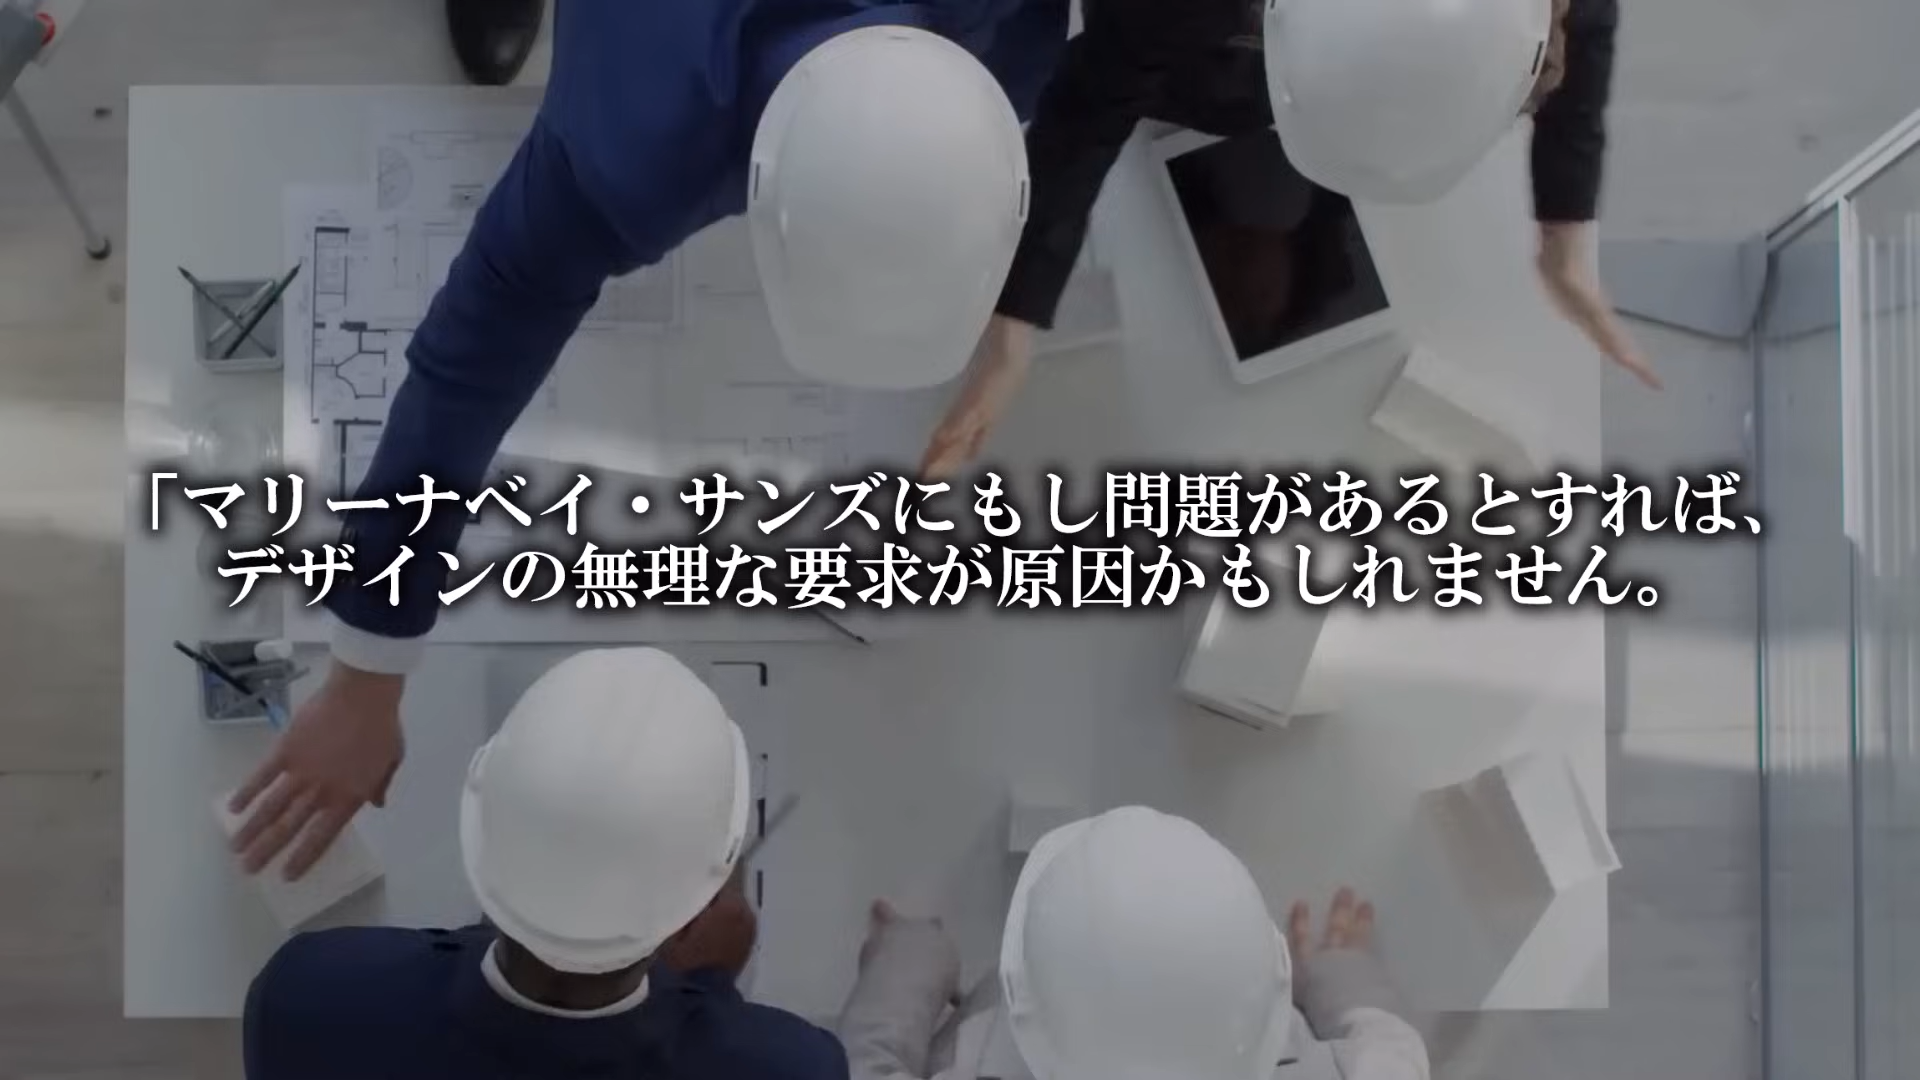 「マリーナベイ・サンズにもし問題があるとすれば、
デザインの無理な要求が原因かもしれません。